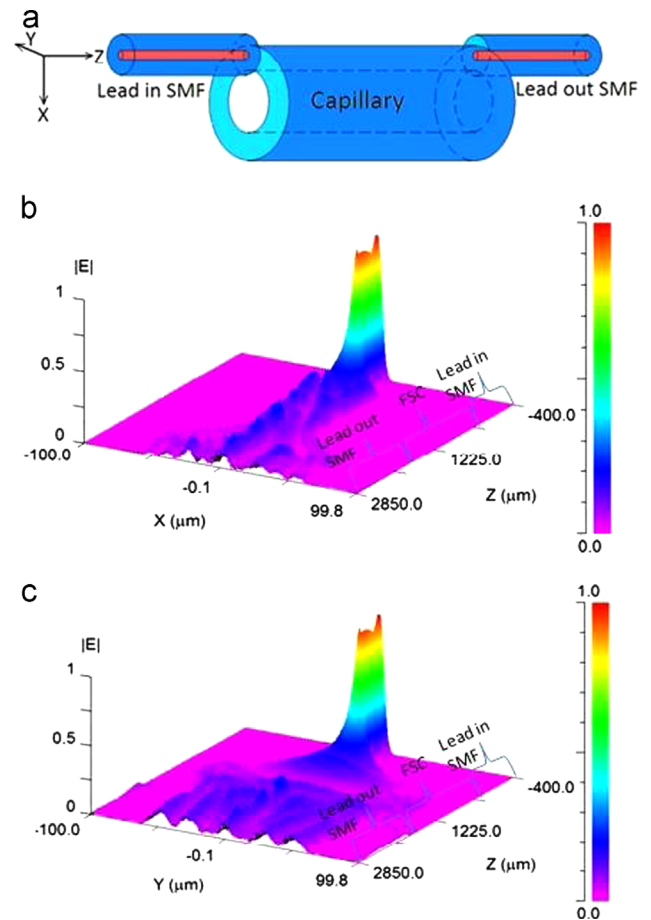 a
Y
Z
X
Lead in SMF
Capillary
Lead out SMF
b
|E|
1
0.5
0
-100.0
-0.1
99.8
X (μm)
Lead out
SMF
FSC
Lead in
SMF
-400.0
1225.0
2850.0
Z (μm)
1.0
0.0
c
|E|
1
0.5
0
-100.0
-0.1
99.8
Y (μm)
Lead out
SMF
FSC
Lead in
SMF
-400.0
1225.0
2850.0
Z (μm)
1.0
0.0